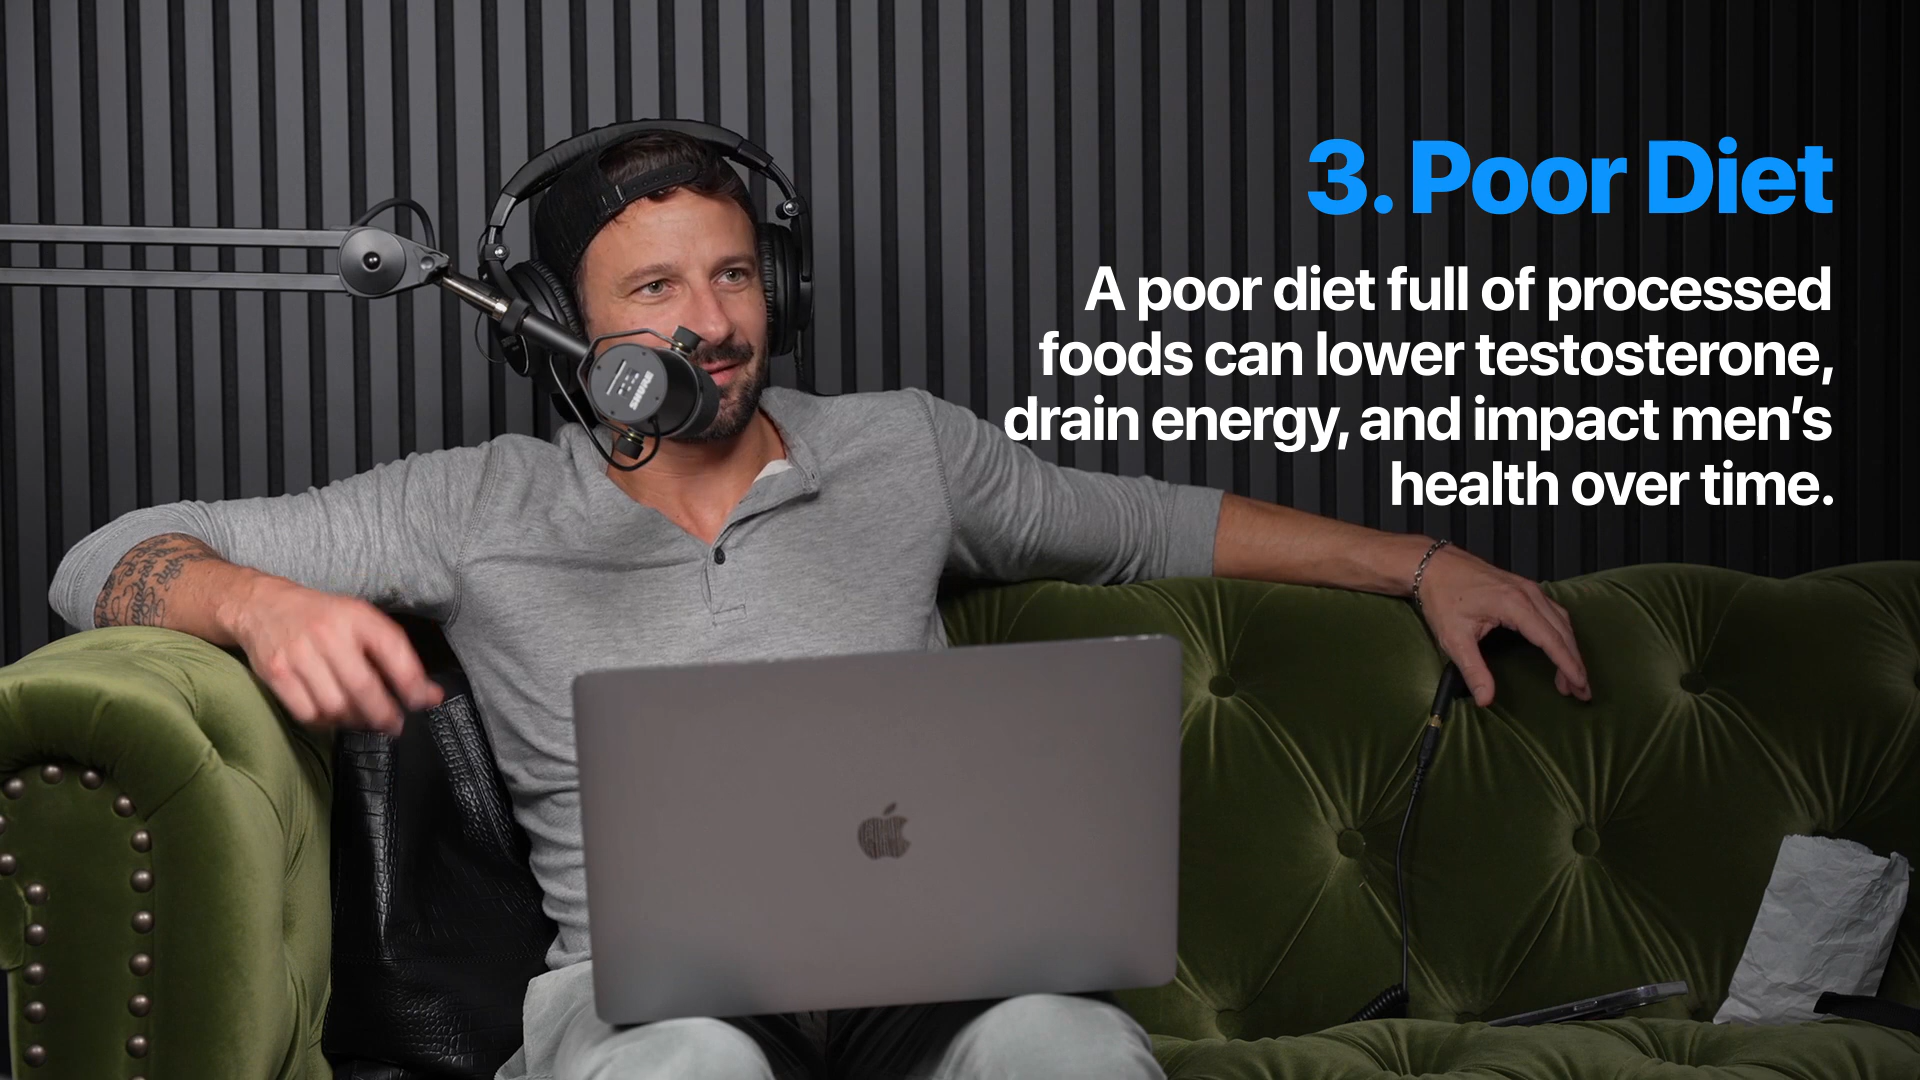 3. Poor Diet
A poor diet full of processed
foods can lower testosterone,
drain energy, and impact men's
health over time.
SHURE